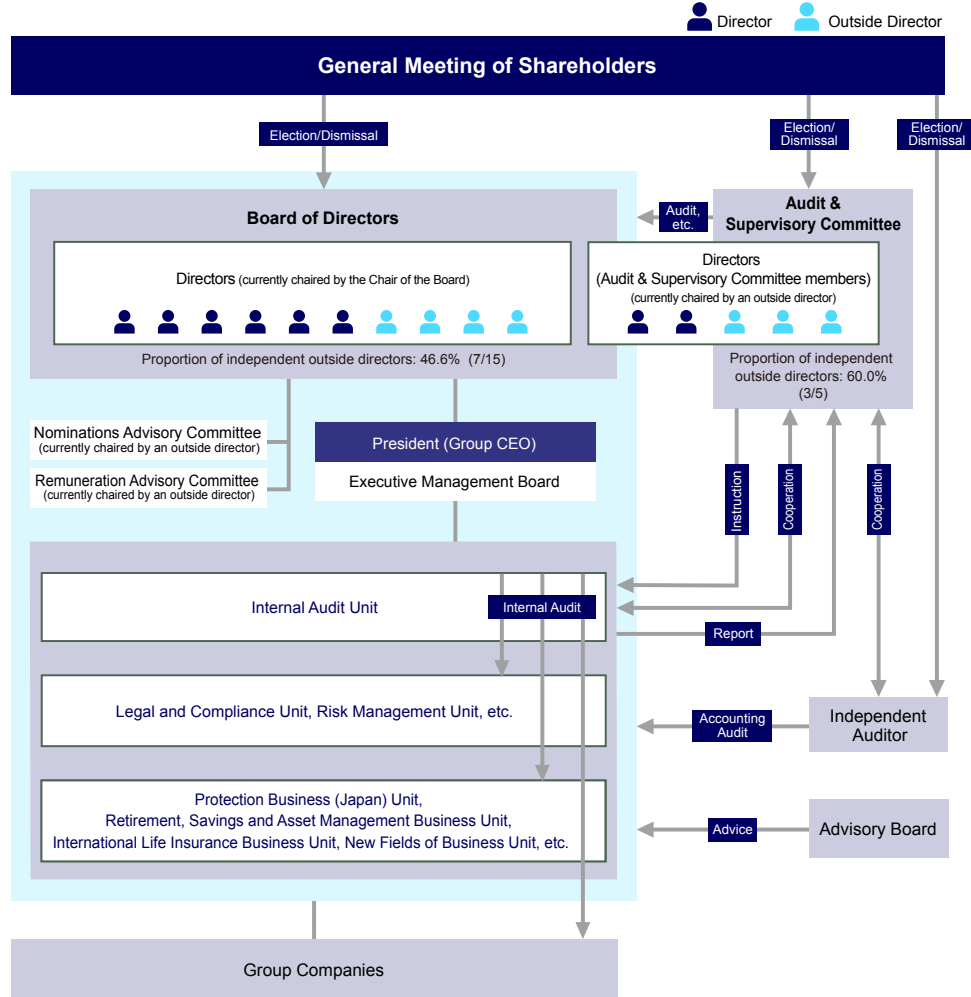 Director
Outside Director
General Meeting of Shareholders
Election/Dismissal
Election/
Dismissal
Election/
Dismissal
Board of Directors
Audit, etc.
Audit &
Supervisory Committee
Directors (currently chaired by the Chair of the Board)
Directors
(Audit & Supervisory Committee members)
(currently chaired by an outside director)
Proportion of independent outside directors: 46.6% (7/15)
Proportion of independent
outside directors: 60.0%
(3/5)
Nominations Advisory Committee
(currently chaired by an outside director)
Remuneration Advisory Committee
(currently chaired by an outside director)
President (Group CEO)
Executive Management Board
Instruction
Cooperation
Cooperation
Internal Audit Unit
Internal Audit
Report
Legal and Compliance Unit, Risk Management Unit, etc.
Accounting
Audit
Independent
Auditor
Protection Business (Japan) Unit,
Retirement, Savings and Asset Management Business Unit,
International Life Insurance Business Unit, New Fields of Business Unit, etc.
Advice
Advisory Board
Group Companies